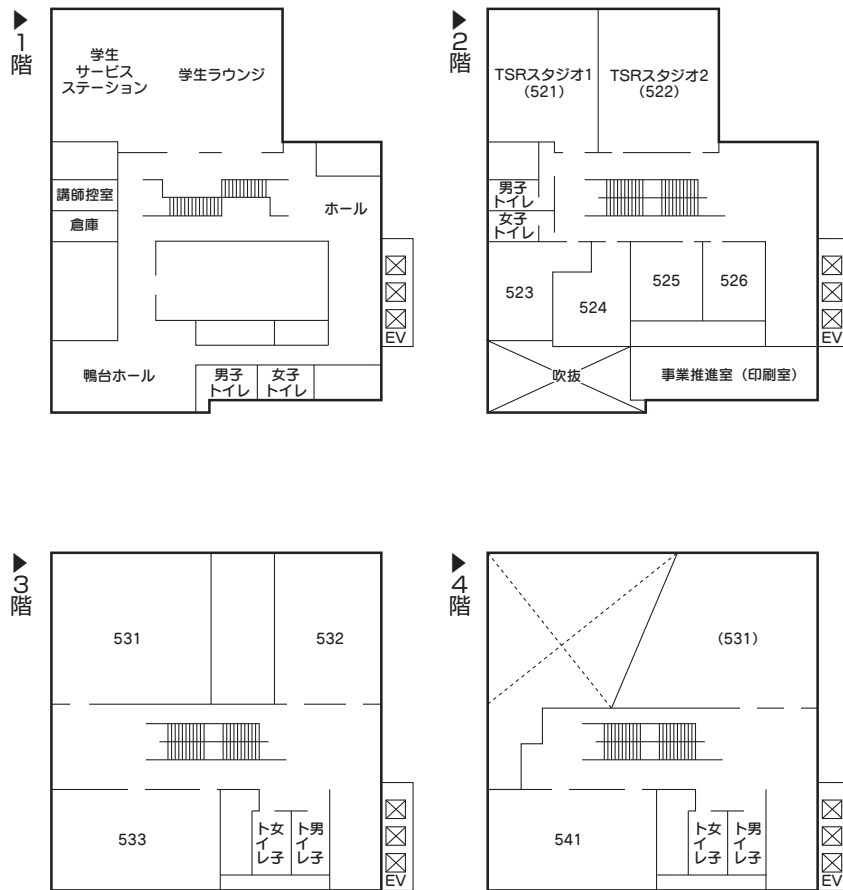 ▶1階
学生
サービス
ステーション
学生ラウンジ
講師控室
倉庫
ホール
EV
鴨台ホール
男子
トイレ
女子
トイレ
▶2階
TSRスタジオ1
(521)
TSRスタジオ2
(522)
男子
トイレ
女子
トイレ
523
524
525
526
EV
吹抜
事業推進室（印刷室）
▶3階
531
532
533
女子
トイレ
男子
トイレ
EV
▶4階
(531)
541
女子
トイレ
男子
トイレ
EV